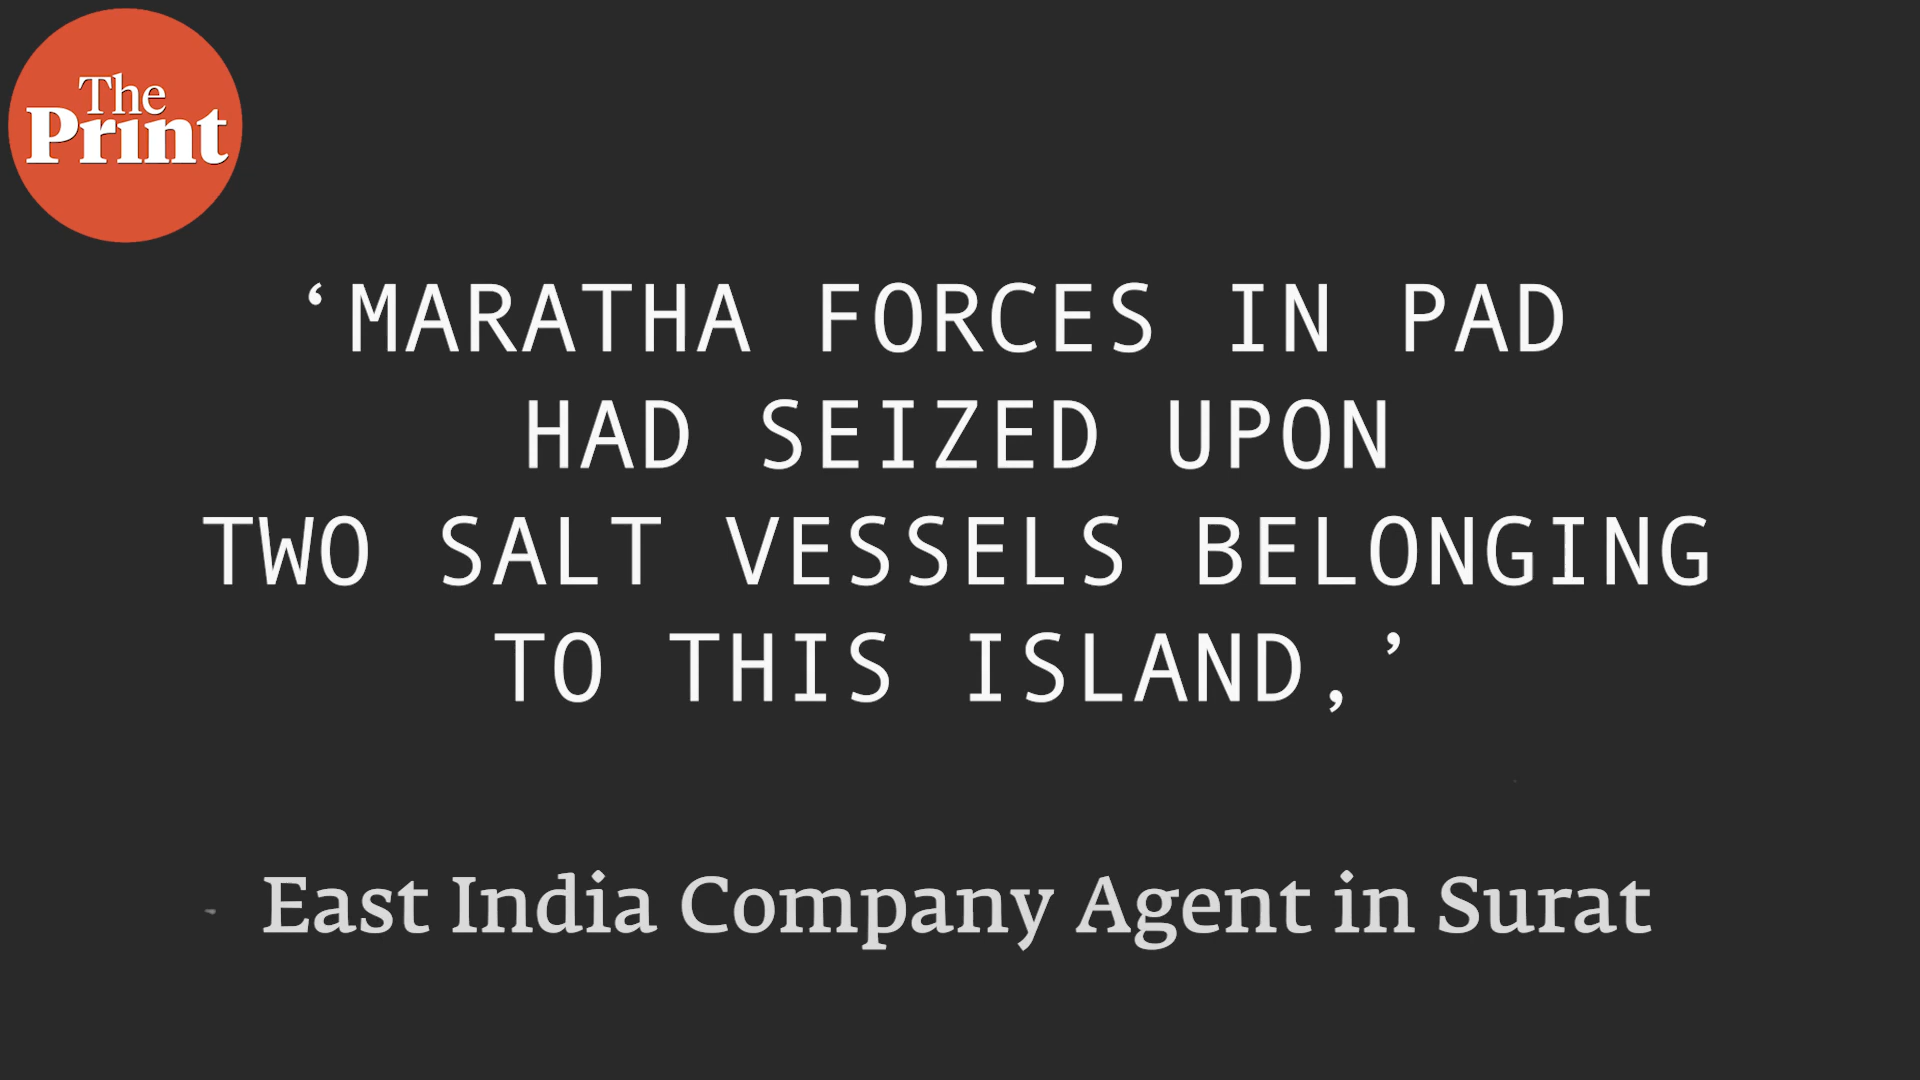 The
Print
‘MARATHA FORCES IN PAD
HAD SEIZED UPON
TWO SALT VESSELS BELONGING
TO THIS ISLAND,’
- East India Company Agent in Surat